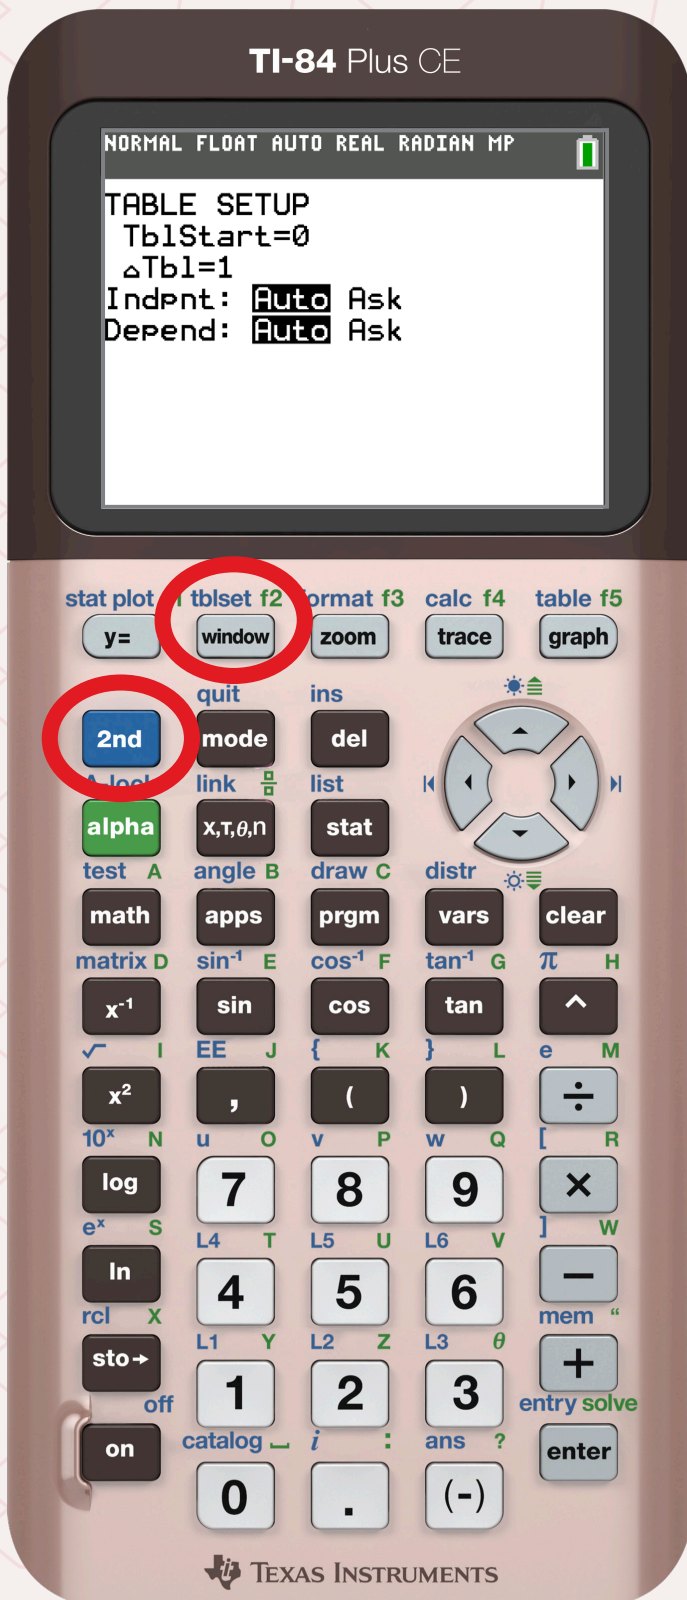 TI-84 Plus CE
NORMAL FLOAT AUTO REAL RADIAN MP
TABLE SETUP
TblStart=0
△Tbl=1
Indpnt: Auto Ask
Depend: Auto Ask
stat plot tblset f2 format f3 calc f4 table f5
y= window zoom trace graph
quit ins
2nd mode del
A-lock link list
alpha X,T,θ,n stat
test A angle B draw C distr
math apps prgm vars clear
matrix D sin⁻¹ E cos⁻¹ F tan⁻¹ G π H
x⁻¹ sin cos tan ^
√ I EE J { K } L e M
x² , ( ) ÷
10ˣ N u O v P w Q [ R
log 7 8 9 ×
eˣ S L4 T L5 U L6 V ] W
ln 4 5 6 −
rcl X L1 Y L2 Z L3 θ mem “
sto→ 1 2 3 +
off catalog ⎵ i : ans ? entry solve
on 0 . (-) enter
TEXAS INSTRUMENTS